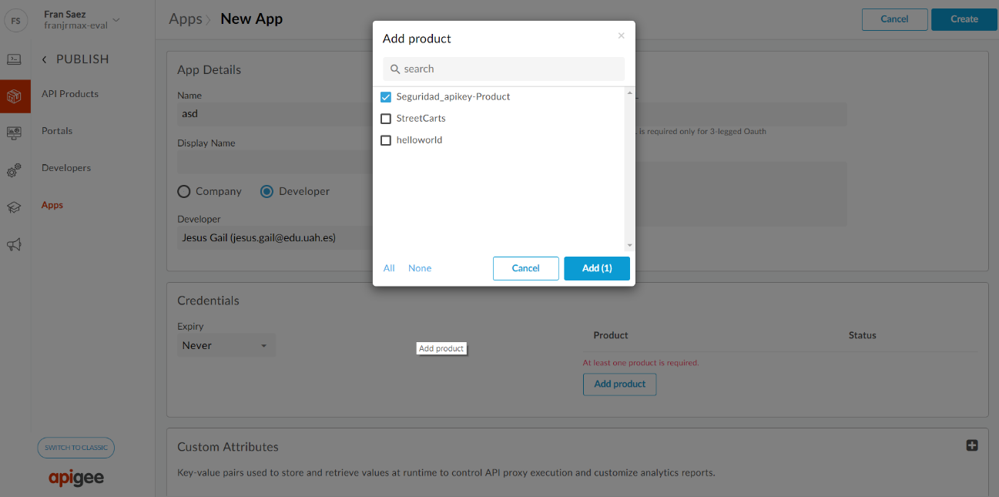 FS
Fran Saez
franjrmax-eval
Apps
New App
Cancel
Create
PUBLISH
API Products
Portals
Developers
Apps
SWITCH TO CLASSIC
apigee
App Details
Name
asd
Display Name
Company
Developer
Developer
Jesus Gail (jesus.gail@edu.uah.es)
is required only for 3-legged Oauth
Add product
×
search
Seguridad_apikey-Product
StreetCarts
helloworld
All
None
Cancel
Add (1)
Credentials
Expiry
Never
Add product
Product
Status
At least one product is required.
Add product
Custom Attributes
Key-value pairs used to store and retrieve values at runtime to control API proxy execution and customize analytics reports.